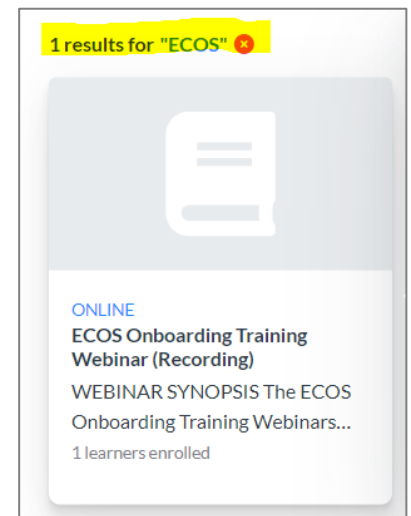 1 results for "ECOS"
ONLINE
ECOS Onboarding Training
Webinar (Recording)
WEBINAR SYNOPSIS The ECOS
Onboarding Training Webinars...
1 learners enrolled